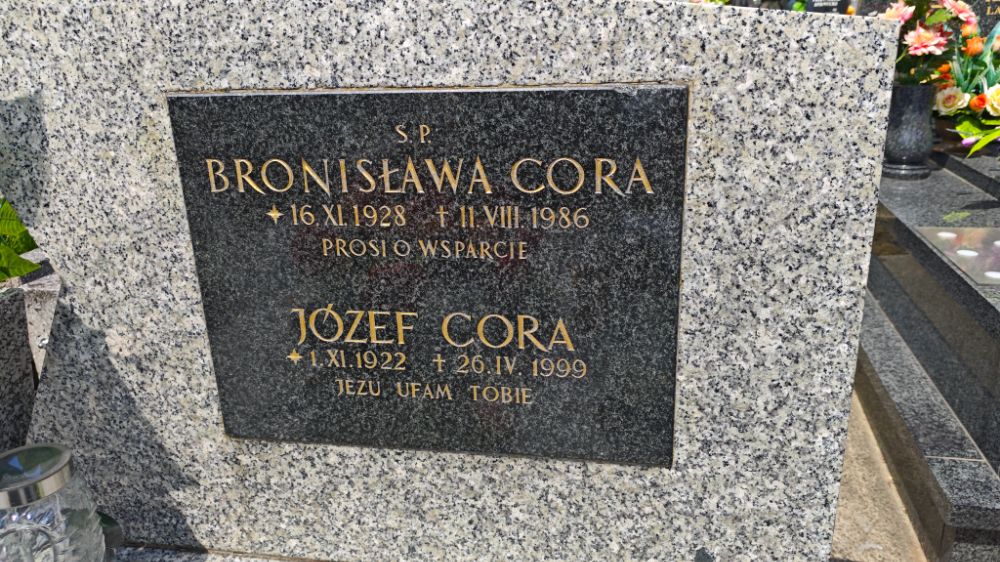 S.P.
BRONISŁAWA CORA
16 XI.1928 † 11.VIII.1986
PROSI O WSPARCIE
JÓZEF CORA
1.XI.1922 † 26.IV.1999
JEZU UFAM TOBIE